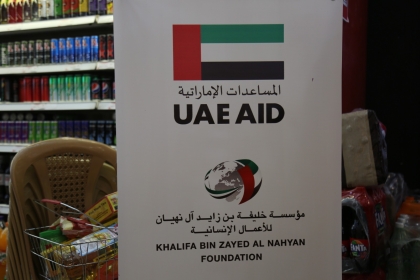 المساعدات الإماراتية
UAE AID
مؤسسة خليفة بن زايد آل نهيان
للأعمال الإنسانية
KHALIFA BIN ZAYED AL NAHYAN
FOUNDATION